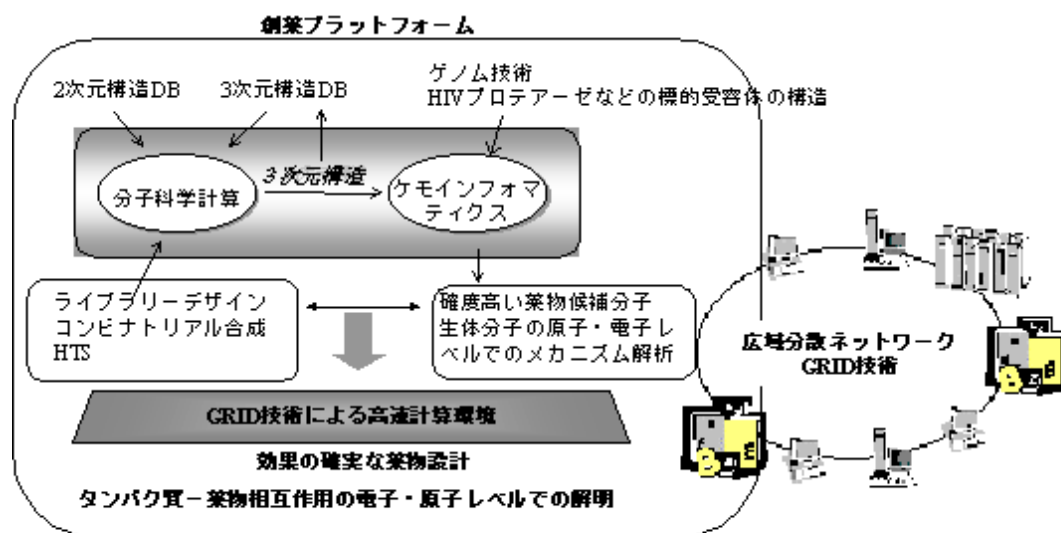 創薬プラットフォーム
2次元構造DB
3次元構造DB
ゲノム技術
HIVプロテアーゼなどの標的受容体の構造
分子科学計算
3次元構造
ケモインフォマ
ティクス
ライブラリーデザイン
コンビナトリアル合成
HTS
確度高い薬物候補分子
生体分子の原子・電子レ
ベルでのメカニズム解析
広域分散ネットワーク
GRID技術
GRID技術による高速計算環境
効果の確実な薬物設計
タンパク質－薬物相互作用の電子・原子レベルでの解明